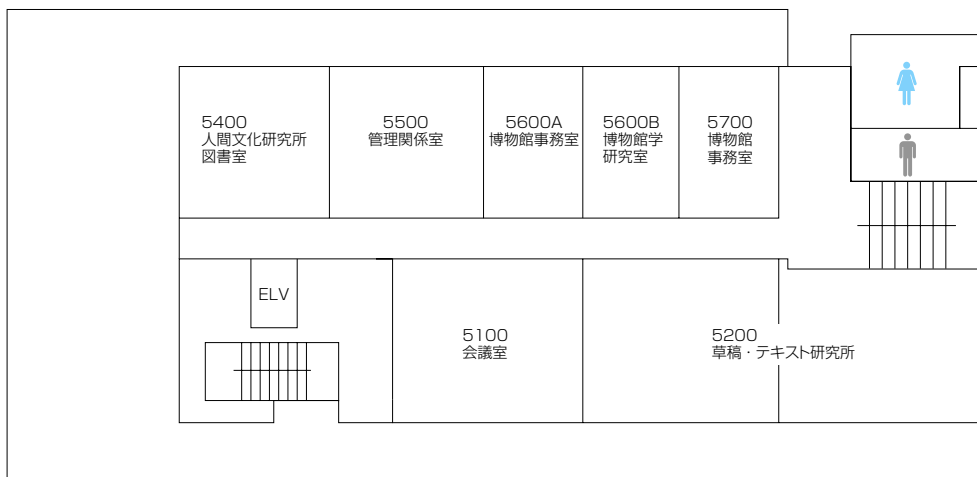 5400
人間文化研究所
図書室
5500
管理関係室
5600A
博物館事務室
5600B
博物館学
研究室
5700
博物館
事務室
ELV
5100
会議室
5200
草稿・テキスト研究所